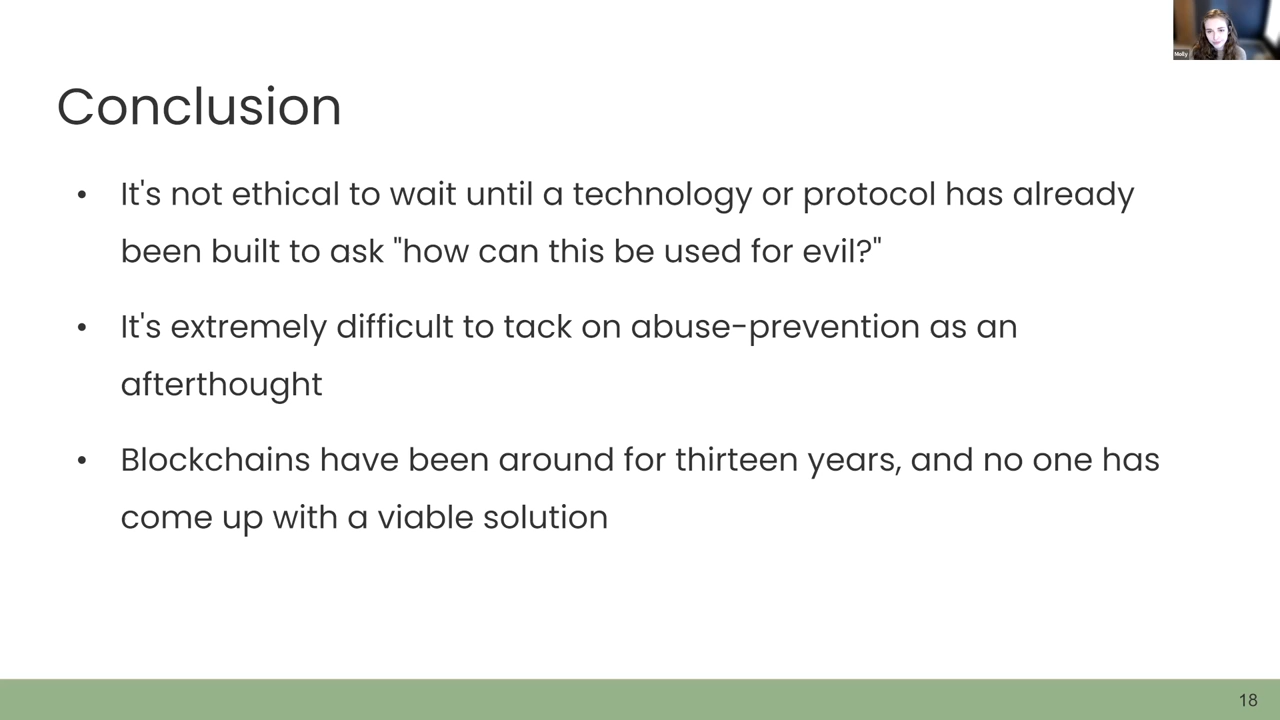 Molly
Conclusion
• It's not ethical to wait until a technology or protocol has already
been built to ask "how can this be used for evil?"
• It's extremely difficult to tack on abuse-prevention as an
afterthought
• Blockchains have been around for thirteen years, and no one has
come up with a viable solution
18